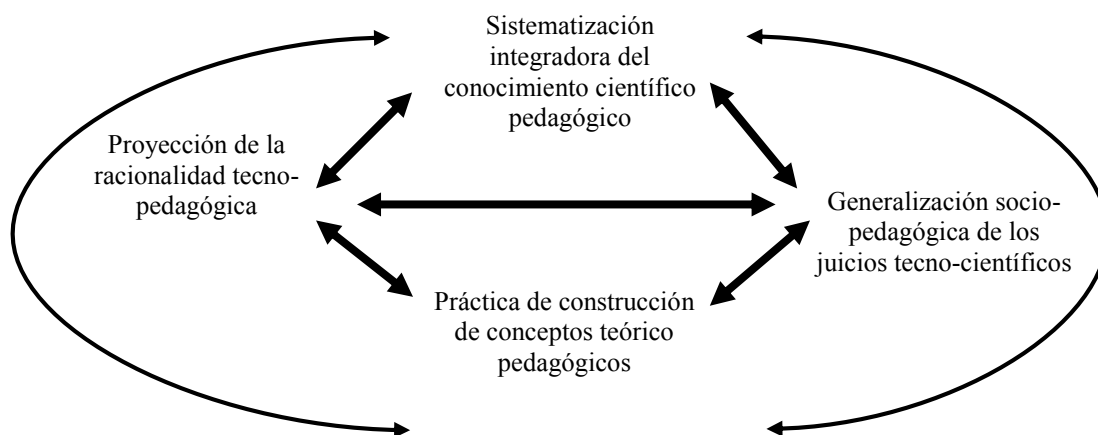 Sistematización
integradora del
conocimiento científico
pedagógico
Proyección de la
racionalidad tecno-
pedagógica
Generalización socio-
pedagógica de los
juicios tecno-científicos
Práctica de construcción
de conceptos teórico
pedagógicos